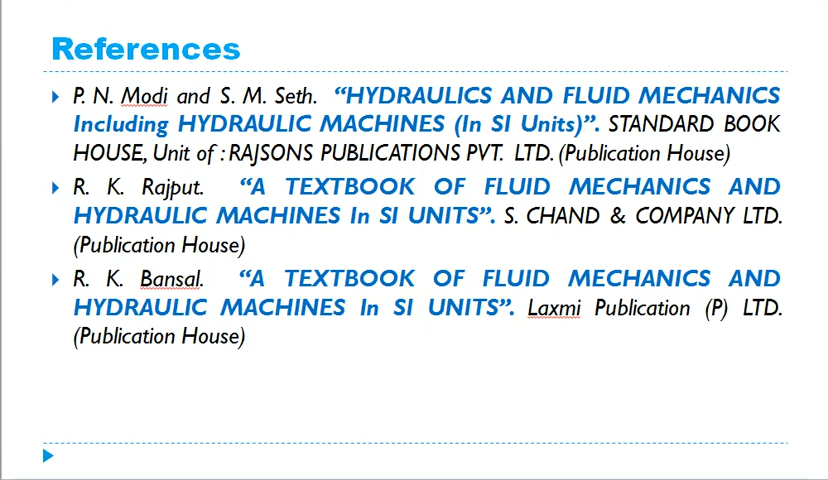 References
P. N. Modi and S. M. Seth. “HYDRAULICS AND FLUID MECHANICS
Including HYDRAULIC MACHINES (In SI Units)”. STANDARD BOOK
HOUSE, Unit of : RAJSONS PUBLICATIONS PVT. LTD. (Publication House)
R. K. Rajput. “A TEXTBOOK OF FLUID MECHANICS AND
HYDRAULIC MACHINES In SI UNITS”. S. CHAND & COMPANY LTD.
(Publication House)
R. K. Bansal. “A TEXTBOOK OF FLUID MECHANICS AND
HYDRAULIC MACHINES In SI UNITS”. Laxmi Publication (P) LTD.
(Publication House)